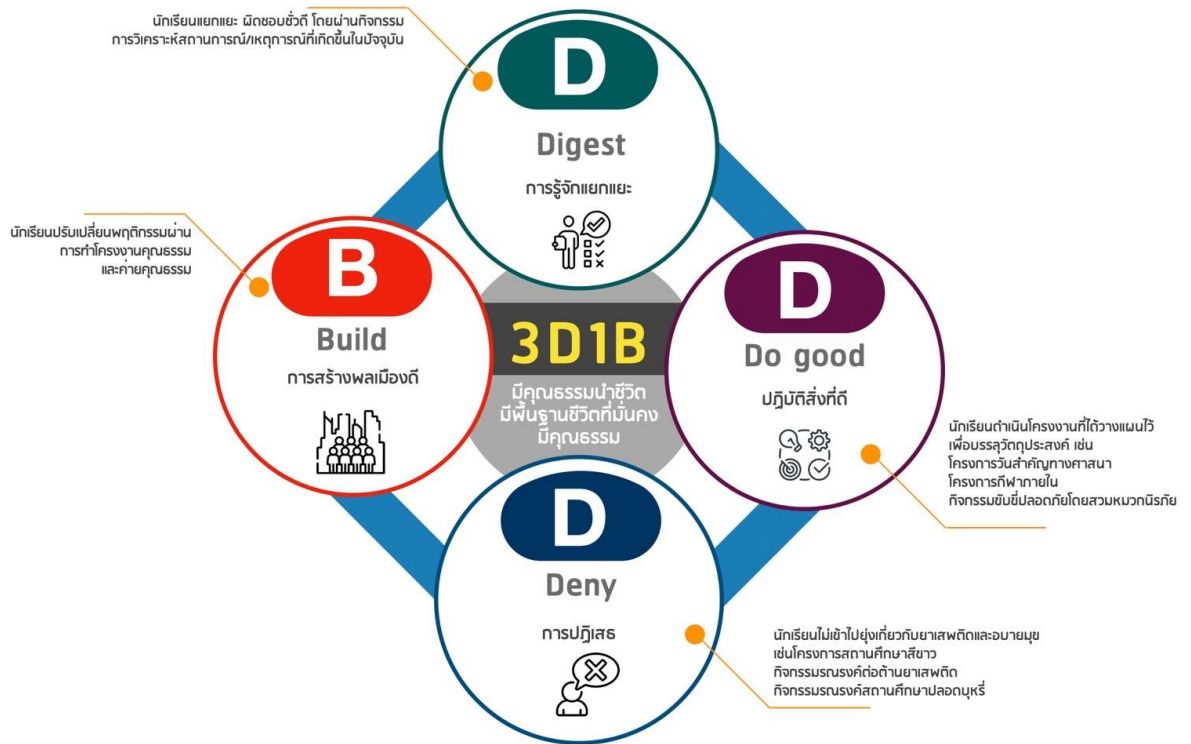 นักเรียนแยกแยะ ผิดชอบชั่วดี โดยผ่านกิจกรรม
การวิเคราะห์สถานการณ์/เหตุการณ์ที่เกิดขึ้นในปัจจุบัน
D
Digest
การรู้จักแยกแยะ
นักเรียนปรับเปลี่ยนพฤติกรรมผ่าน
การทำโครงงานคุณธรรม
และค่ายคุณธรรม
B
Build
การสร้างพลเมืองดี
3D1B
มีคุณธรรมนำชีวิต
มีพื้นฐานชีวิตที่มั่นคง
มีคุณธรรม
D
Do good
ปฏิบัติสิ่งที่ดี
นักเรียนดำเนินโครงงานที่ได้วางแผนไว้
เพื่อบรรลุวัตถุประสงค์ เช่น
โครงการวันสำคัญทางศาสนา
โครงการกีฬาภายใน
กิจกรรมขับขี่ปลอดภัยโดยสวมหมวกนิรภัย
D
Deny
การปฏิเสธ
นักเรียนไม่เข้าไปยุ่งเกี่ยวกับยาเสพติดและอบายมุข
เช่นโครงการสถานศึกษาสีขาว
กิจกรรมรณรงค์ต่อต้านยาเสพติด
กิจกรรมรณรงค์สถานศึกษาปลอดบุหรี่